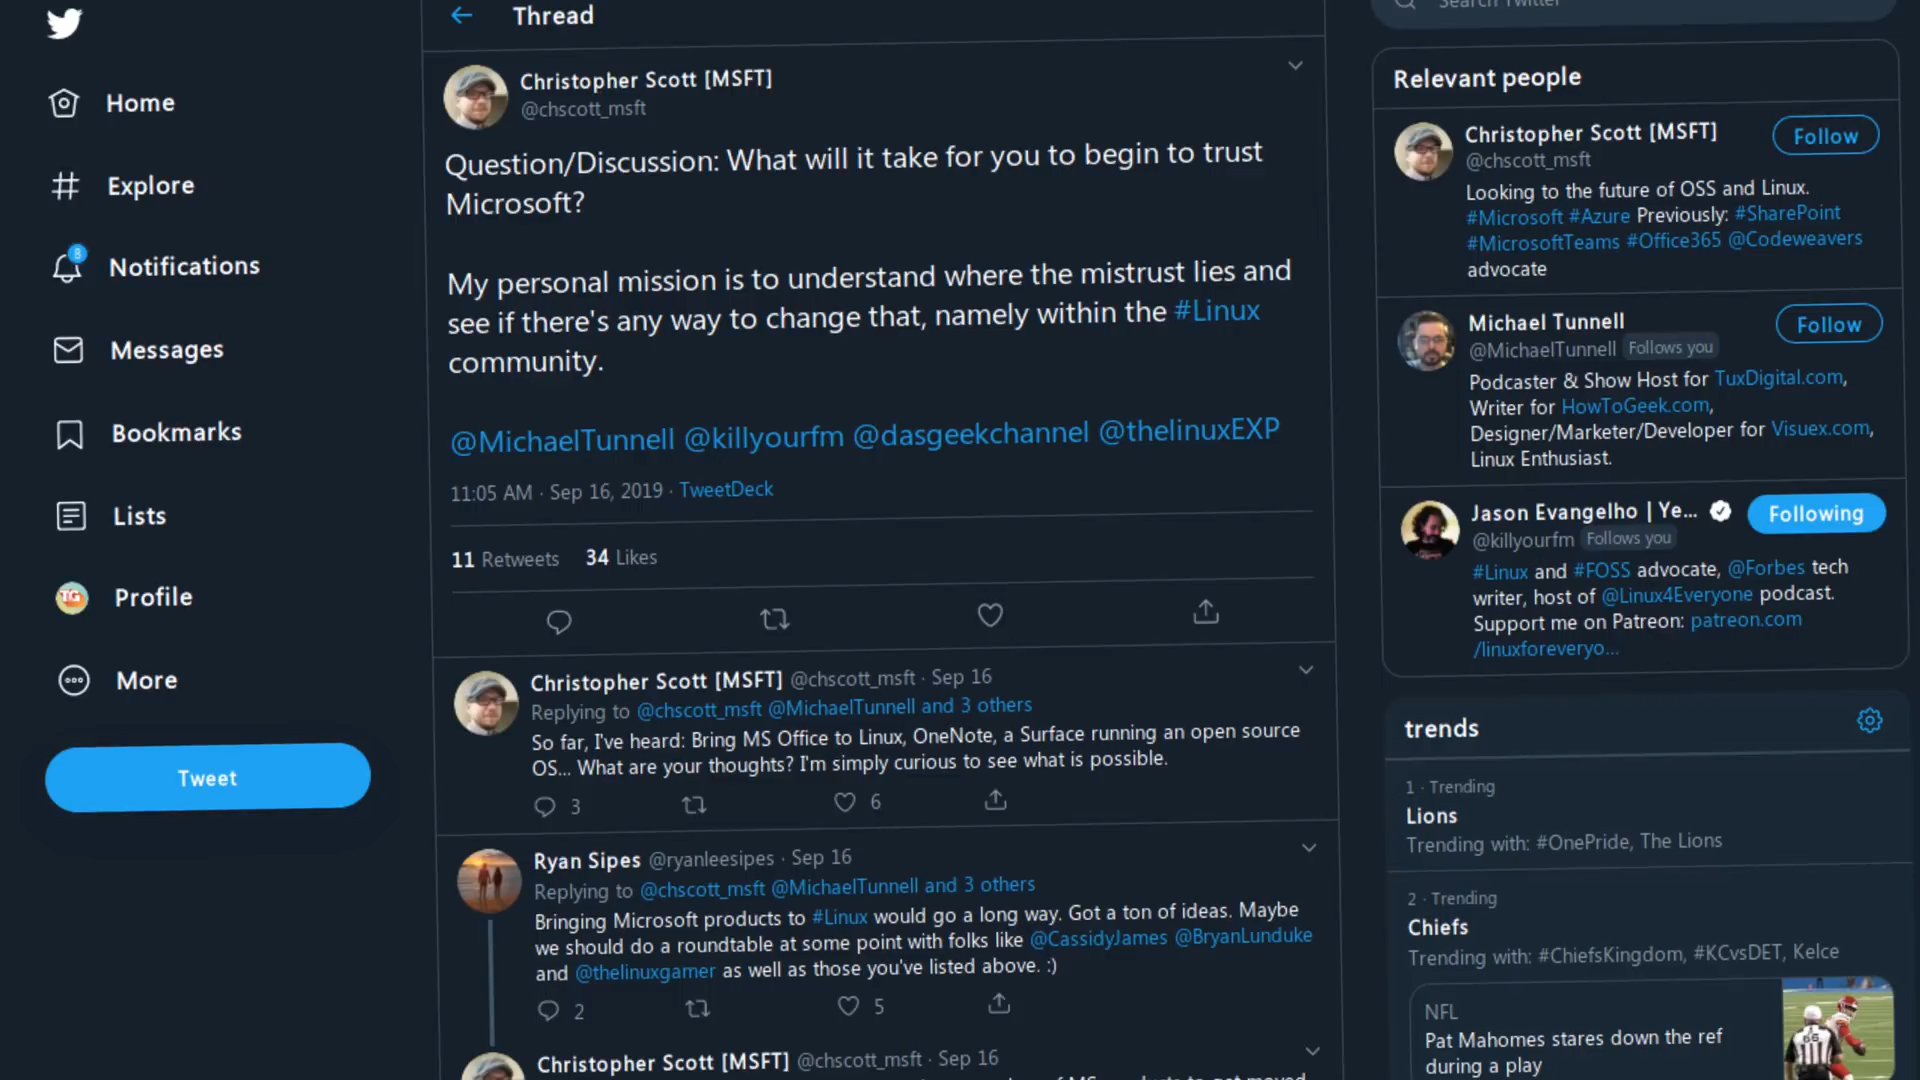 Home
Explore
8
Notifications
Messages
Bookmarks
Lists
TG
Profile
More
Tweet
Thread
Christopher Scott [MSFT]
@chscott_msft
Question/Discussion: What will it take for you to begin to trust
Microsoft?
My personal mission is to understand where the mistrust lies and
see if there's any way to change that, namely within the #Linux
community.
@MichaelTunnell @killyourfm @dasgeekchannel @thelinuxEXP
11:05 AM · Sep 16, 2019 · TweetDeck
11 Retweets 34 Likes
Christopher Scott [MSFT] @chscott_msft · Sep 16
Replying to @chscott_msft @MichaelTunnell and 3 others
So far, I've heard: Bring MS Office to Linux, OneNote, a Surface running an open source
OS... What are your thoughts? I'm simply curious to see what is possible.
3 6
Ryan Sipes @ryanleesipes · Sep 16
Replying to @chscott_msft @MichaelTunnell and 3 others
Bringing Microsoft products to #Linux would go a long way. Got a ton of ideas. Maybe
we should do a roundtable at some point with folks like @CassidyJames @BryanLunduke
and @thelinuxgamer as well as those you've listed above. :)
2 5
Christopher Scott [MSFT] @chscott_msft · Sep 16
Search Twitter
Relevant people
Christopher Scott [MSFT]
Follow
@chscott_msft
Looking to the future of OSS and Linux.
#Microsoft #Azure Previously: #SharePoint
#MicrosoftTeams #Office365 @Codeweavers
advocate
Michael Tunnell
Follow
@MichaelTunnell Follows you
Podcaster & Show Host for TuxDigital.com,
Writer for HowToGeek.com,
Designer/Marketer/Developer for Visuex.com,
Linux Enthusiast.
Jason Evangelho | Ye...
Following
@killyourfm Follows you
#Linux and #FOSS advocate, @Forbes tech
writer, host of @Linux4Everyone podcast.
Support me on Patreon: patreon.com
/linuxforeveryo...
trends
1 · Trending
Lions
Trending with: #OnePride, The Lions
2 · Trending
Chiefs
Trending with: #ChiefsKingdom, #KCvsDET, Kelce
NFL
Pat Mahomes stares down the ref
during a play